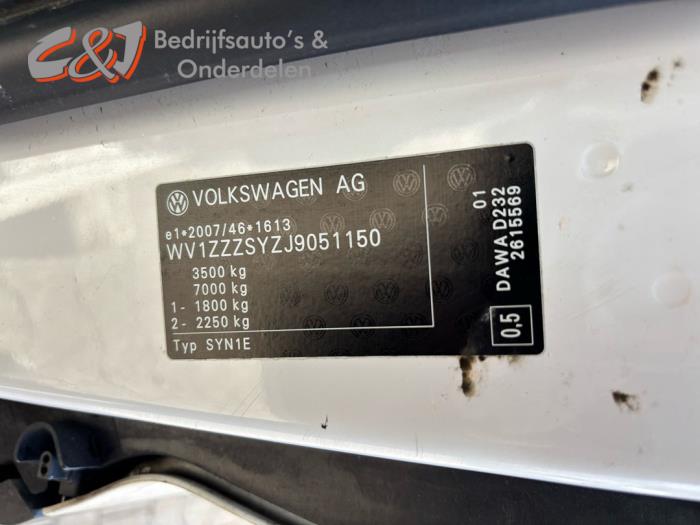 C&J Bedrijfsauto's &
Onderdelen
VOLKSWAGEN AG
e1*2007/46*1613
WV1ZZZSYZJ9051150
3500 kg
7000 kg
1- 1800 kg
2- 2250 kg
Typ SYN1E
01
DAWA D232
2615569
0,5